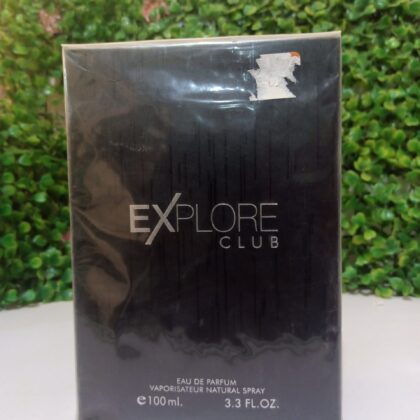 EXPLORE
CLUB
EAU DE PARFUM
VAPORISATEUR NATURAL SPRAY
℮100ml. 3.3 FL.OZ.